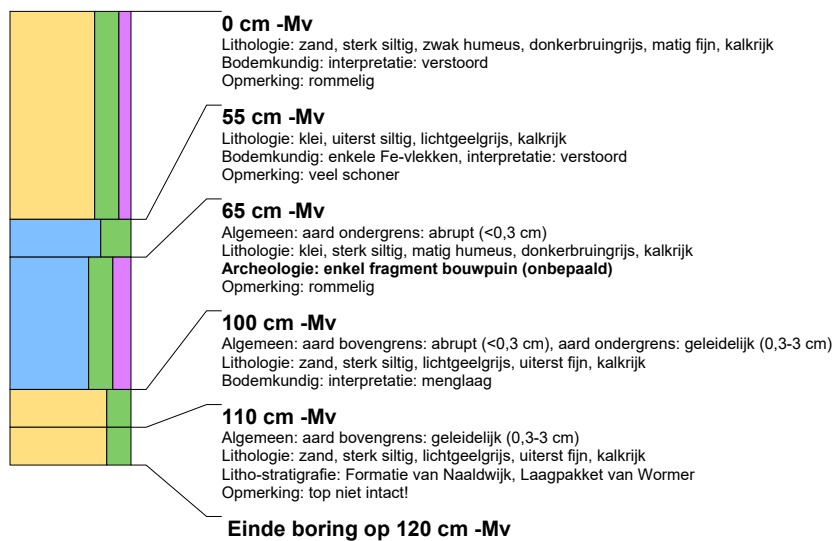 0 cm -Mv
Lithologie: zand, sterk siltig, zwak humeus, donkerbruingrijs, matig fijn, kalkrijk
Bodemkundig: interpretatie: verstoord
Opmerking: rommelig
55 cm -Mv
Lithologie: klei, uiterst siltig, lichtgeelgrijs, kalkrijk
Bodemkundig: enkele Fe-vlekken, interpretatie: verstoord
Opmerking: veel schoner
65 cm -Mv
Algemeen: aard ondergrens: abrupt (<0,3 cm)
Lithologie: klei, sterk siltig, matig humeus, donkerbruingrijs, kalkrijk
Archeologie: enkel fragment bouwpuin (onbepaald)
Opmerking: rommelig
100 cm -Mv
Algemeen: aard bovengrens: abrupt (<0,3 cm), aard ondergrens: geleidelijk (0,3-3 cm)
Lithologie: zand, sterk siltig, lichtgeelgrijs, uiterst fijn, kalkrijk
Bodemkundig: interpretatie: menglaag
110 cm -Mv
Algemeen: aard bovengrens: geleidelijk (0,3-3 cm)
Lithologie: zand, sterk siltig, lichtgeelgrijs, uiterst fijn, kalkrijk
Litho-stratigrafie: Formatie van Naaldwijk, Laagpakket van Wormer
Opmerking: top niet intact!
Einde boring op 120 cm -Mv